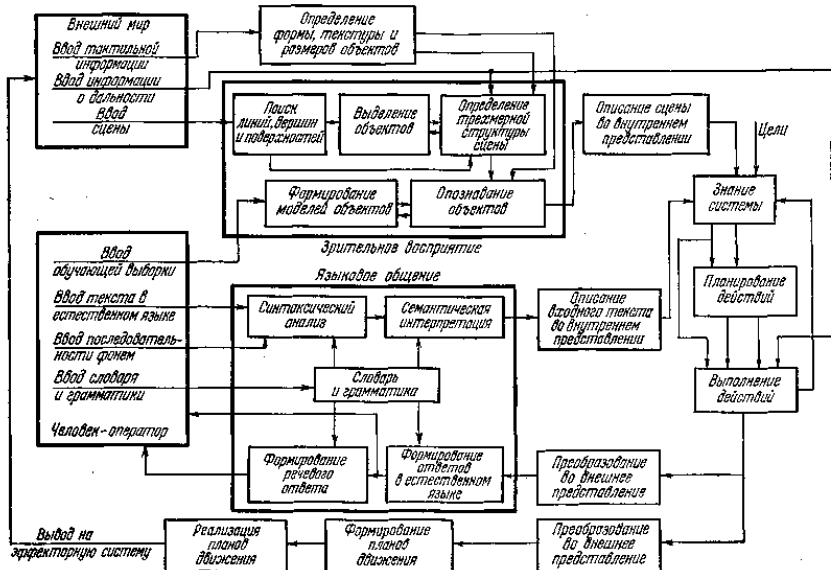 Внешний мир
Ввод тактильной
информации
Ввод информации
о дальности
Ввод
сцены
Определение
формы, текстуры и
размеров объектов
Поиск
линий, вершин
и поверхностей
Выделение
объектов
Определение
трехмерной
структуры
сцены
Описание сцены
во внутреннем
представлении
Цели
Формирование
моделей объектов
Опознавание
объектов
Знание
системы
Зрительное восприятие
Ввод
обучающей выборки
Ввод текста в
естественном языке
Ввод последователь-
ности фонем
Ввод словаря
и грамматики
Человек-оператор
Языковое общение
Синтаксический
анализ
Семантическая
интерпретация
Описание
входного текста
во внутреннем
представлении
Планирование
действий
Словарь
и грамматика
Выполнение
действий
Формирование
речевого
ответа
Формирование
ответов
в естественном
языке
Преобразование
во внешнее
представление
Вывод на
эффекторную систему
Реализация
планов
движения
Формирование
планов
движения
Преобразование
во внешнее
представление